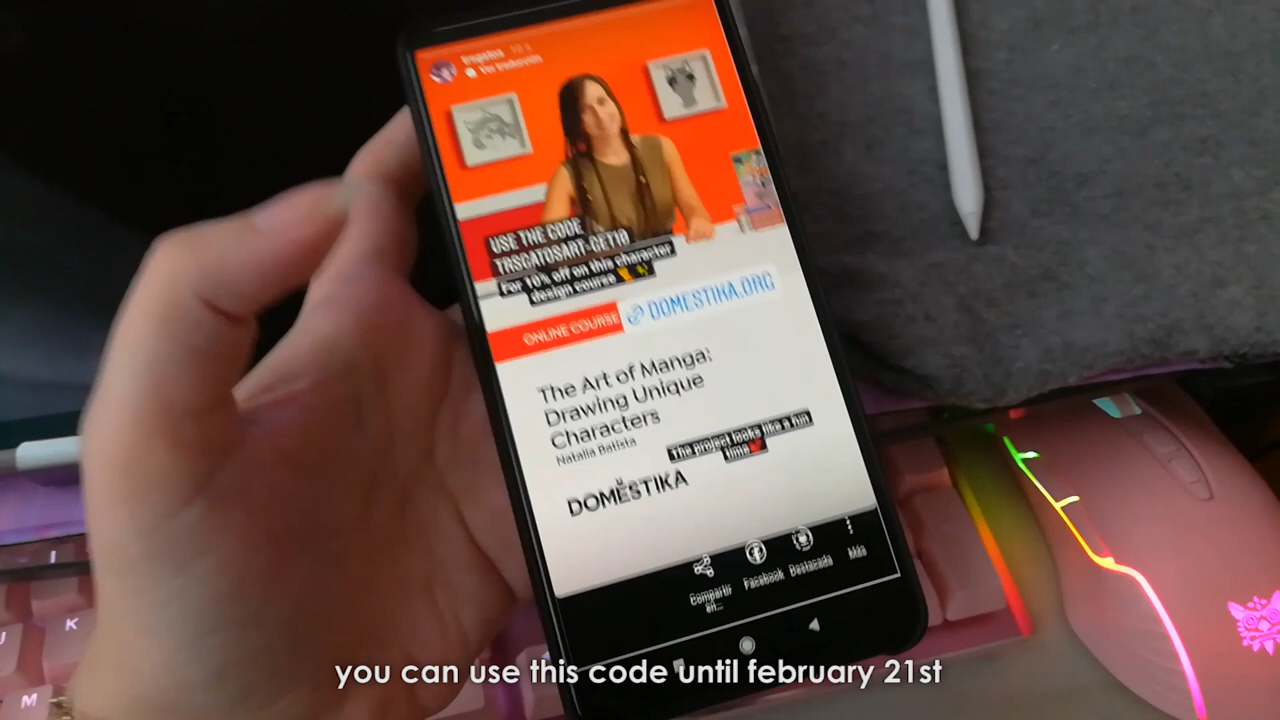 USE THE CODE
TRSGATOSART-GET10
For 10% off on this character
design course
ONLINE COURSE
DOMESTIKA.ORG
The Art of Manga:
Drawing Unique
Characters
Natalia Batista
The project looks like a fun
time
DOMESTIKA
Compartir
en...
Facebook
Destacada
Más
K
M
you can use this code until february 21st